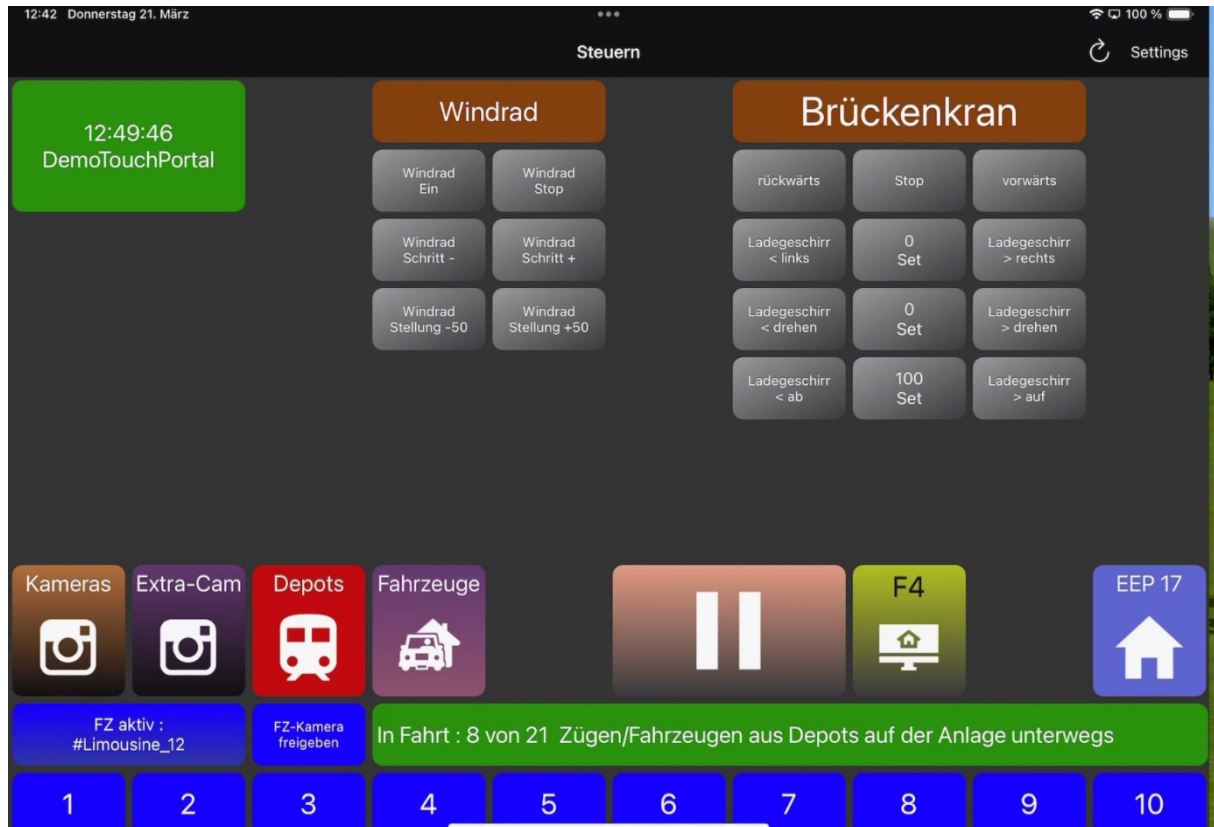 12:42 Donnerstag 21. März
100 %
Steuern
Settings
12:49:46
DemoTouchPortal
Windrad
Brückenkran
Windrad
Ein
Windrad
Stop
rückwärts
Stop
vorwärts
Windrad
Schritt -
Windrad
Schritt +
Ladegeschirr
< links
0
Set
Ladegeschirr
> rechts
Windrad
Stellung -50
Windrad
Stellung +50
Ladegeschirr
< drehen
0
Set
Ladegeschirr
> drehen
Ladegeschirr
< ab
100
Set
Ladegeschirr
> auf
Kameras
Extra-Cam
Depots
Fahrzeuge
F4
EEP 17
FZ aktiv :
#Limousine_12
FZ-Kamera
freigeben
In Fahrt : 8 von 21 Zügen/Fahrzeugen aus Depots auf der Anlage unterwegs
1
2
3
4
5
6
7
8
9
10